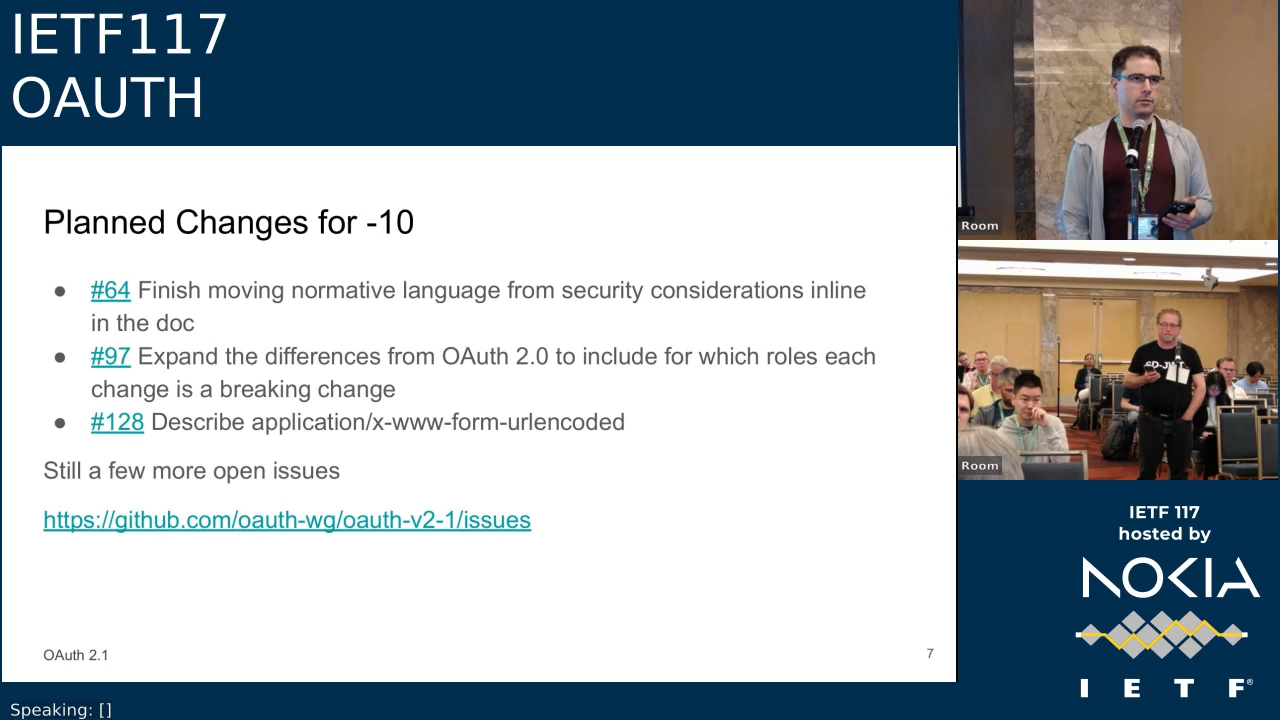 IETF117
OAUTH
Planned Changes for -10
● #64 Finish moving normative language from security considerations inline
in the doc
● #97 Expand the differences from OAuth 2.0 to include for which roles each
change is a breaking change
● #128 Describe application/x-www-form-urlencoded
Still a few more open issues
https://github.com/oauth-wg/oauth-v2-1/issues
OAuth 2.1
7
Room
SD-JWT
Room
IETF 117
hosted by
NOKIA
I E T F®
Speaking: []